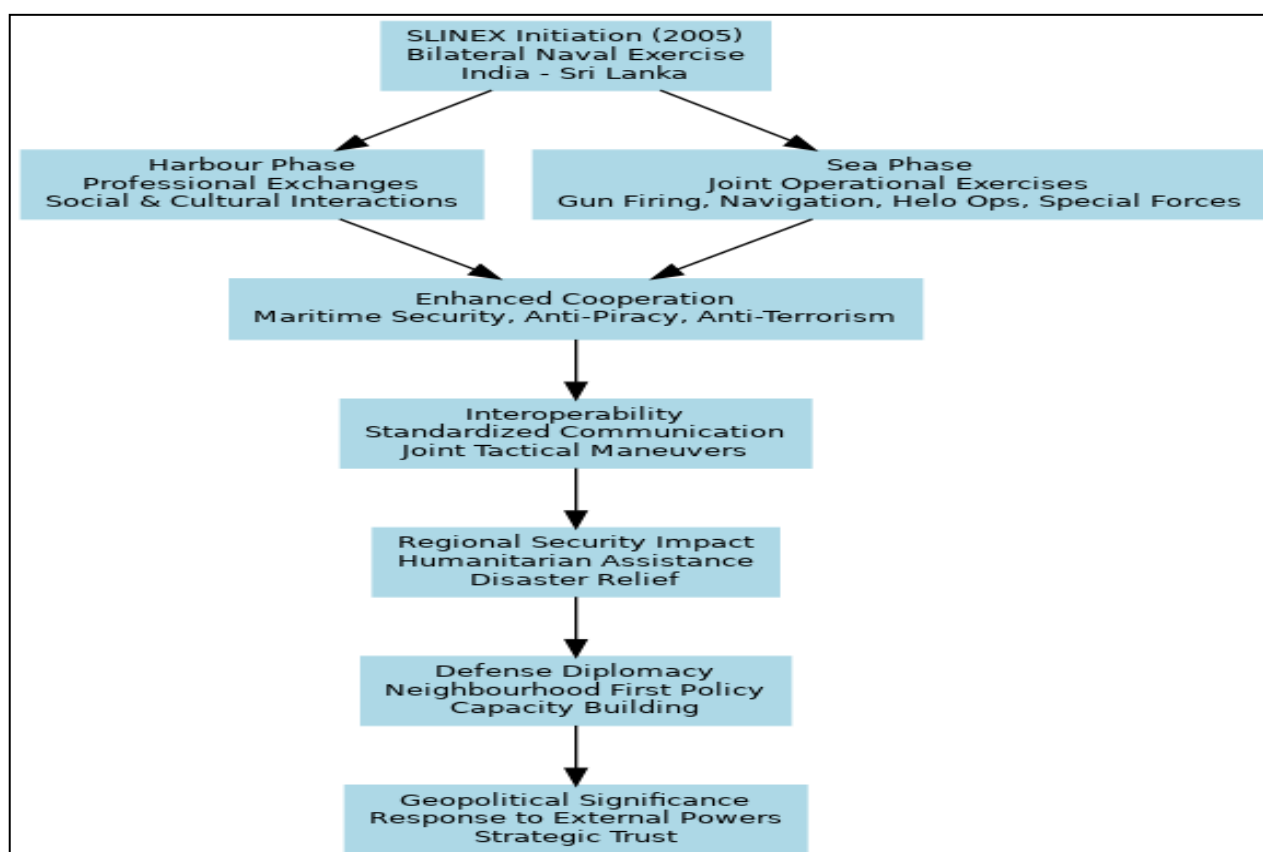 SLINEX Initiation (2005)
Bilateral Naval Exercise
India - Sri Lanka
Harbour Phase
Professional Exchanges
Social & Cultural Interactions
Sea Phase
Joint Operational Exercises
Gun Firing, Navigation, Helo Ops, Special Forces
Enhanced Cooperation
Maritime Security, Anti-Piracy, Anti-Terrorism
Interoperability
Standardized Communication
Joint Tactical Maneuvers
Regional Security Impact
Humanitarian Assistance
Disaster Relief
Defense Diplomacy
Neighbourhood First Policy
Capacity Building
Geopolitical Significance
Response to External Powers
Strategic Trust